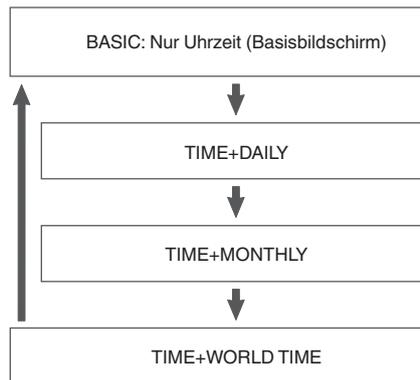 BASIC: Nur Uhrzeit (Basisbildschirm)
TIME+DAILY
TIME+MONTHLY
TIME+WORLD TIME